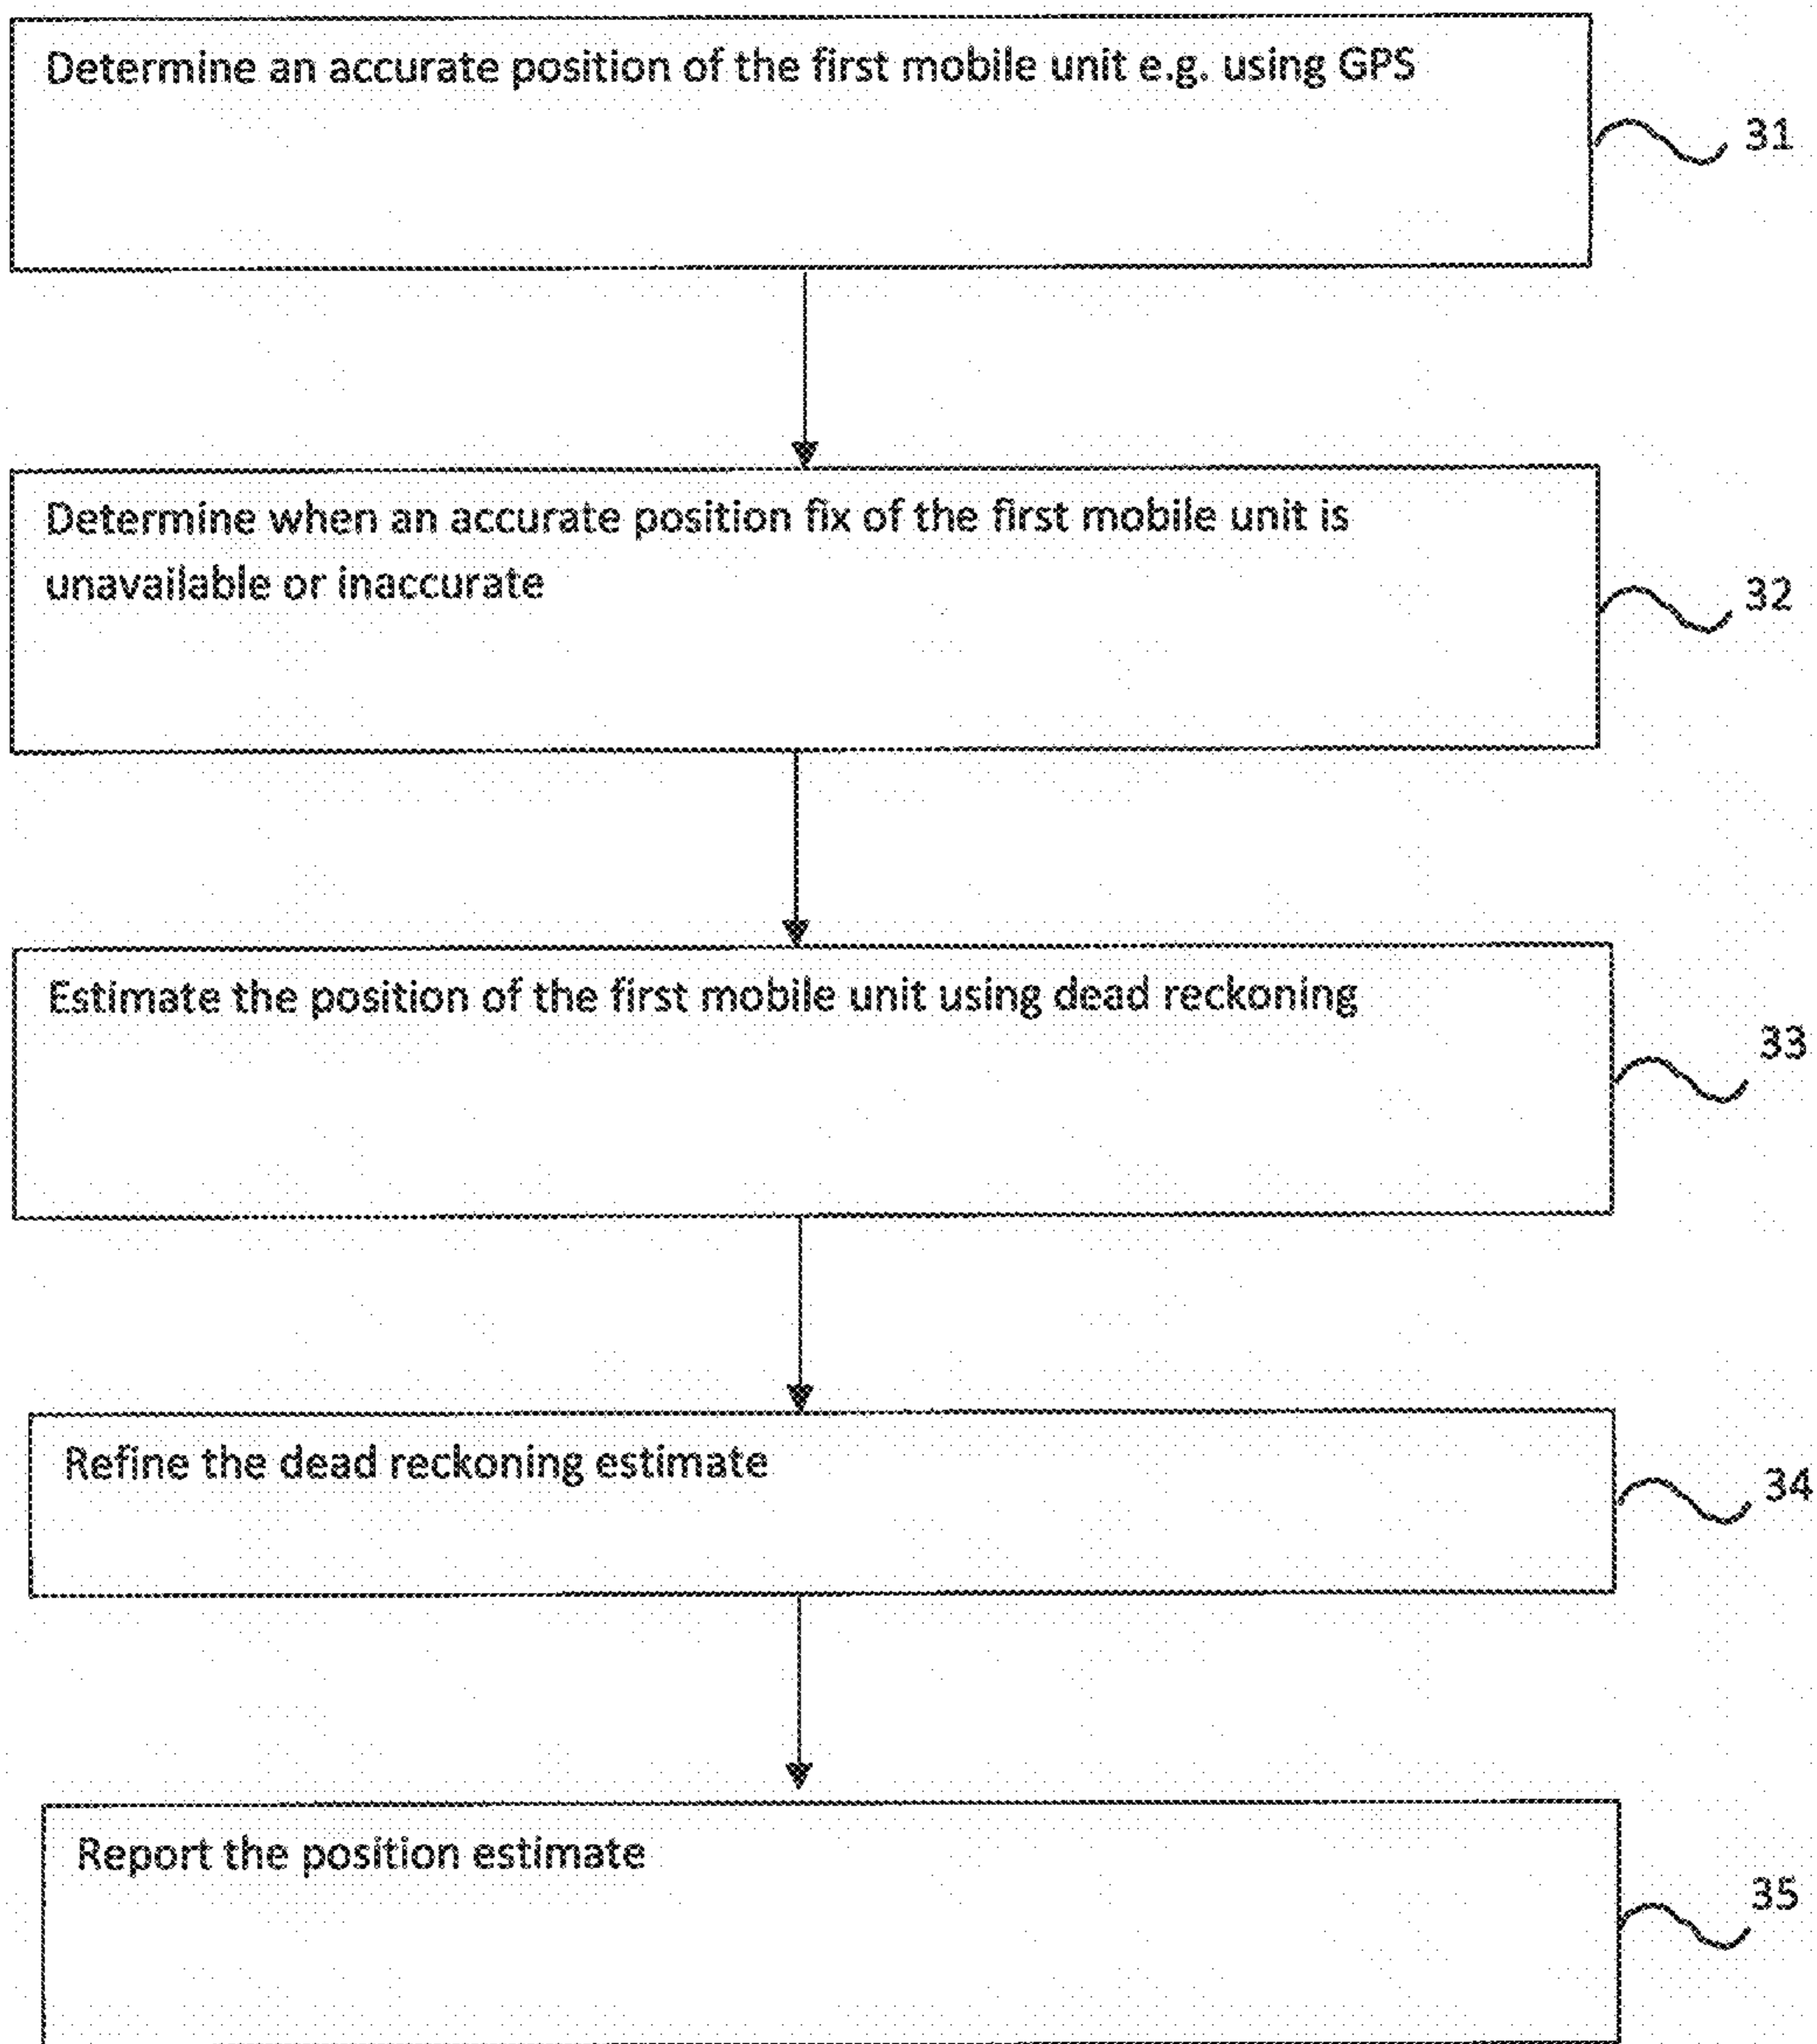 Determine an accurate position of the first mobile unit e.g. using GPS
31
Determine when an accurate position fix of the first mobile unit is
unavailable or inaccurate
32
Estimate the position of the first mobile unit using dead reckoning
33
Refine the dead reckoning estimate
34
Report the position estimate
35